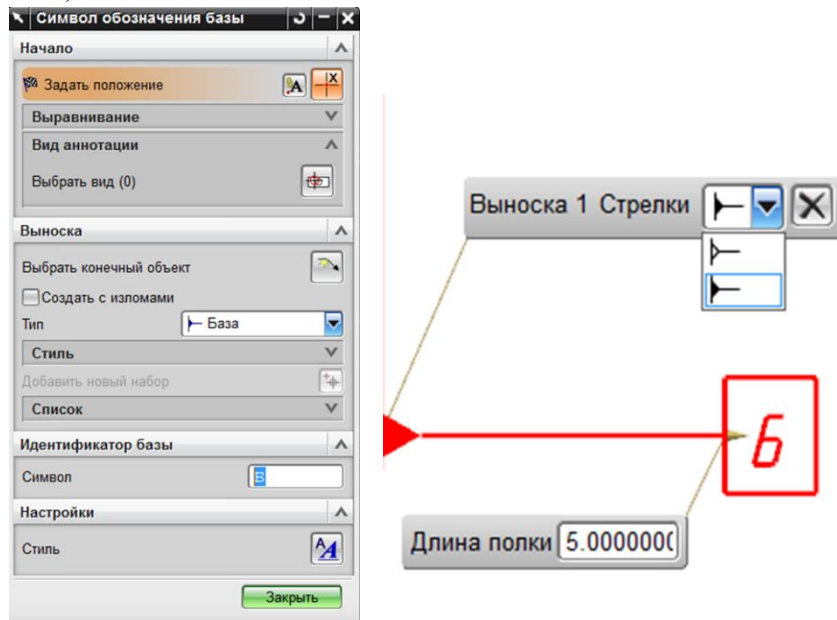 Символ обозначения базы
Начало
Задать положение
Выравнивание
Вид аннотации
Выбрать вид (0)
Выноска
Выбрать конечный объект
Создать с изломами
Тип
База
Стиль
Добавить новый набор
Список
Идентификатор базы
Символ
Б
Настройки
Стиль
Закрыть
Выноска 1 Стрелки
Б
Длина полки 5.0000000